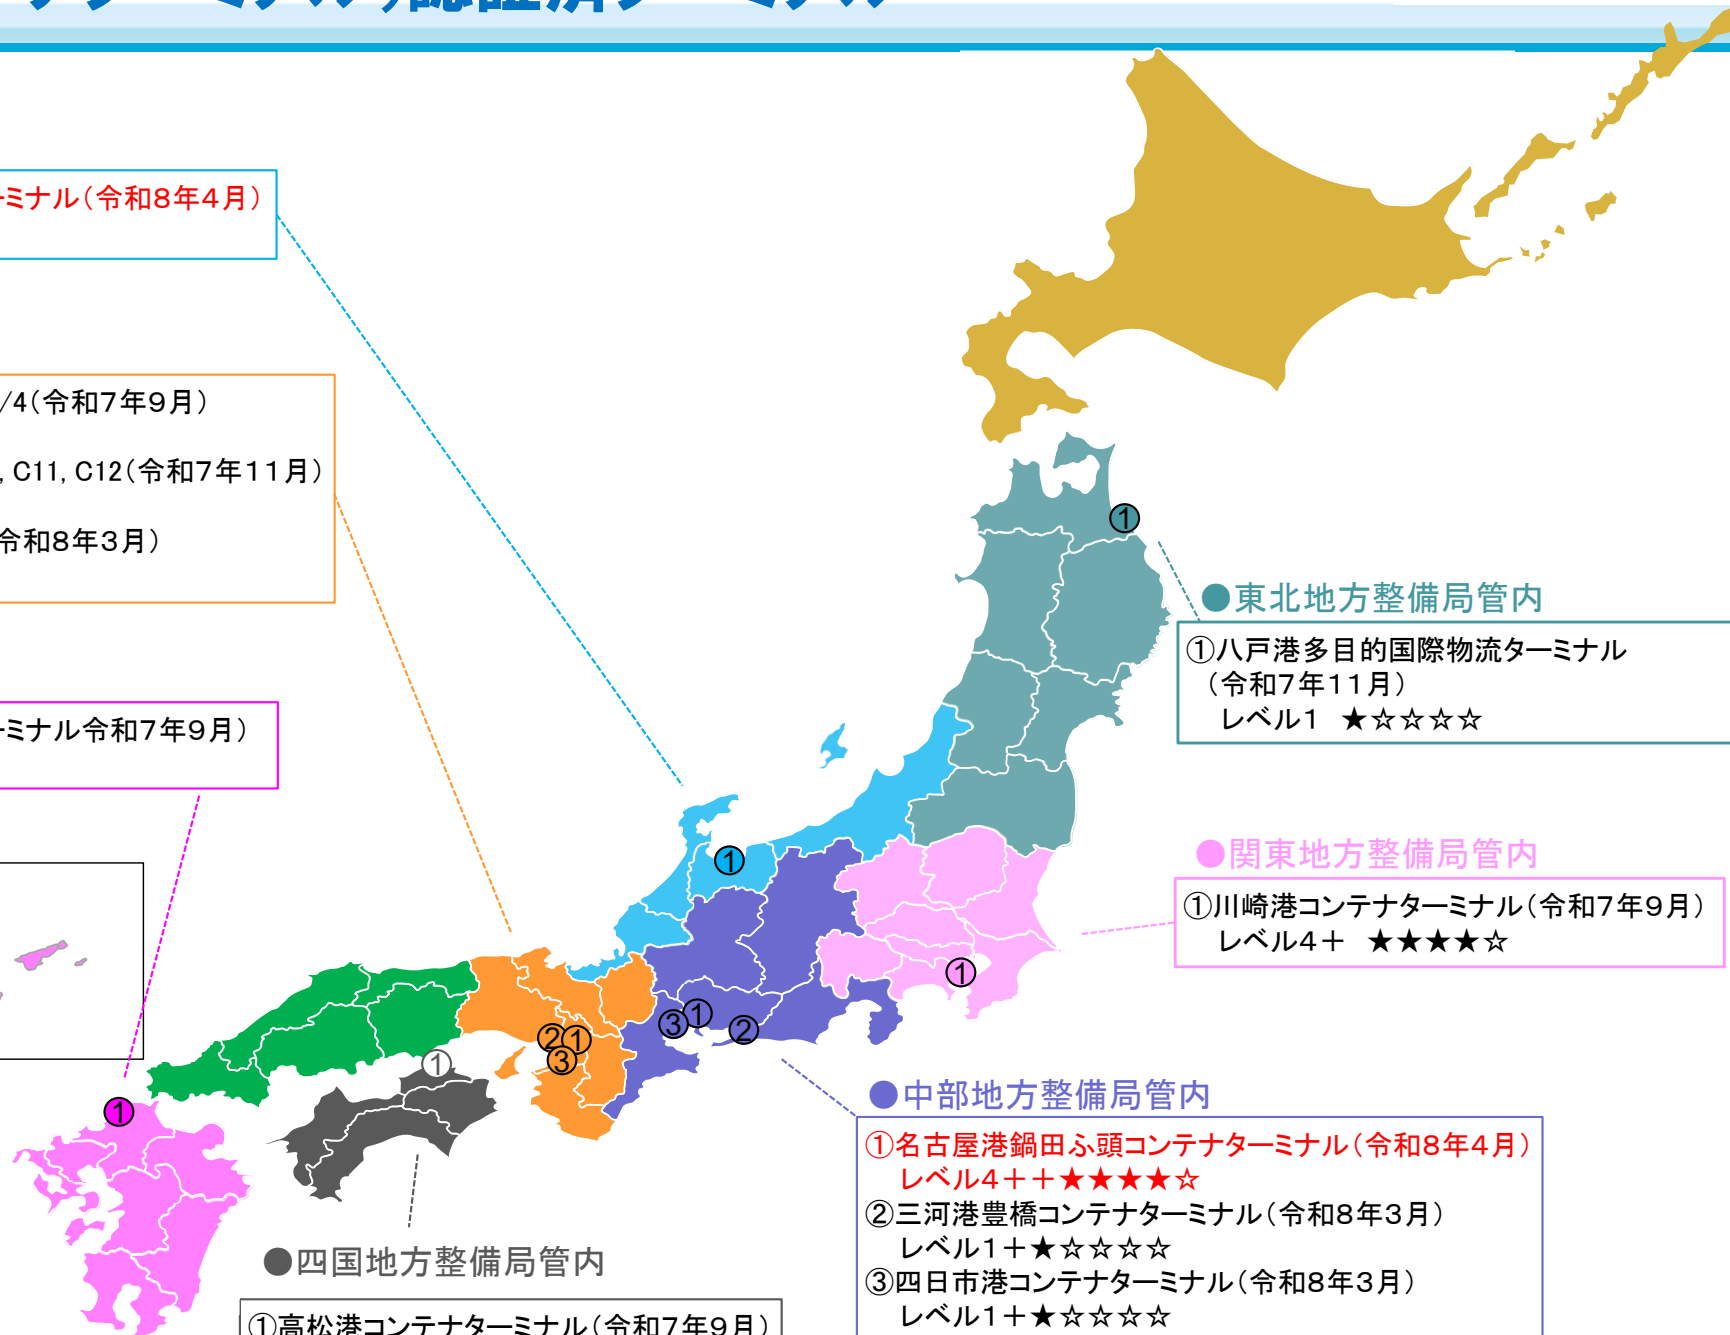 ミナル(令和8年4月)
/4(令和7年9月)
, C11, C12(令和7年11月)
令和8年3月)
ミナル令和7年9月)
●東北地方整備局管内
①八戸港多目的国際物流ターミナル
(令和7年11月)
レベル1 ★☆☆☆☆
●関東地方整備局管内
①川崎港コンテナターミナル(令和7年9月)
レベル4+ ★★★★☆
●中部地方整備局管内
①名古屋港鍋田ふ頭コンテナターミナル(令和8年4月)
レベル4++★★★★☆
②三河港豊橋コンテナターミナル(令和8年3月)
レベル1+★☆☆☆☆
③四日市港コンテナターミナル(令和8年3月)
レベル1+★☆☆☆☆
●四国地方整備局管内
①高松港コンテナターミナル(令和7年9月)
①
①
①
①
③
②
②
①
③
①
①